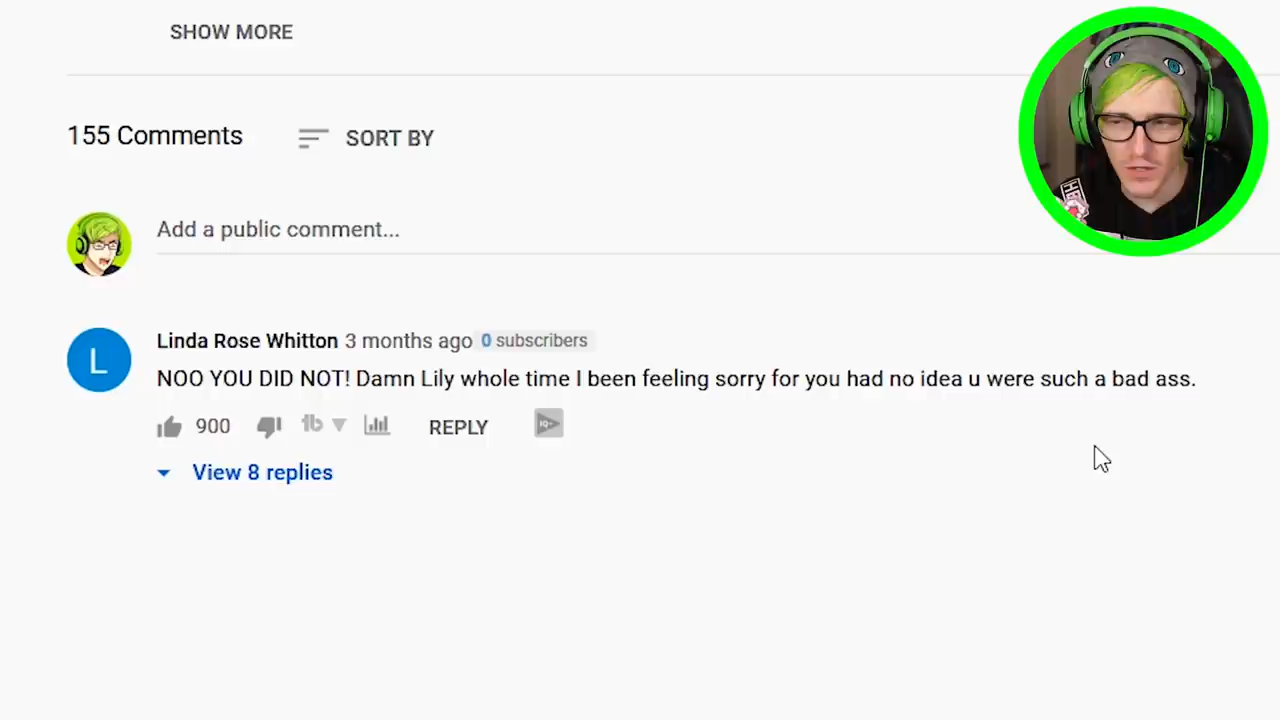 SHOW MORE
155 Comments
SORT BY
Add a public comment...
Linda Rose Whitton 3 months ago 0 subscribers
NOO YOU DID NOT! Damn Lily whole time I been feeling sorry for you had no idea u were such a bad ass.
900 tb REPLY IQ+
View 8 replies